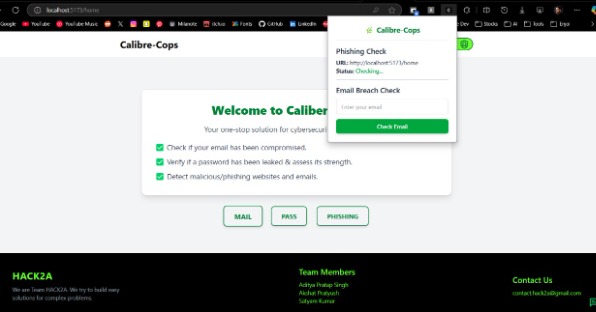 localhost:5173/home
Google
YouTube
YouTube Music
Milanote
itch.io
Fonts
GitHub
LinkedIn
Dev
Stocks
AI
Tools
Calibre-Cops
Calibre-Cops
Phishing Check
URL: http://localhost:5173/home
Status: Checking...
Email Breach Check
Enter your email
Check Email
Welcome to Caliber
Your one-stop solution for cybersecuri
Check if your email has been compromised.
Verify if a password has been leaked & assess its strength.
Detect malicious/phishing websites and emails.
MAIL
PASS
PHISHING
HACK2A
We are Team HACK2A. We try to build easy
solutions for complex problems.
Team Members
Aditya Pratap Singh
Akshat Pratyush
Satyam Kumar
Contact Us
contact.hack2a@gmail.com